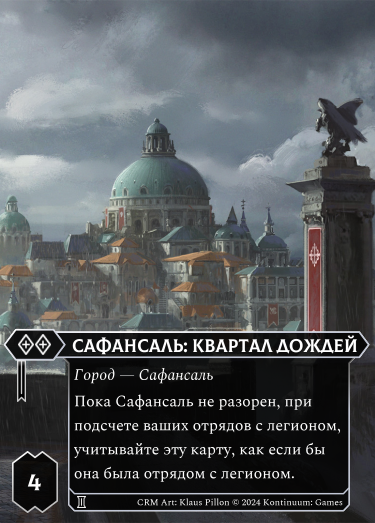 САФАНСАЛЬ: КВАРТАЛ ДОЖДЕЙ
Город — Сафансаль
Пока Сафансаль не разорен, при
подсчете ваших отрядов с легионом,
учитывайте эту карту, как если бы
она была отрядом с легионом.
4
CRM Art: Klaus Pillon © 2024 Kontinuum: Games